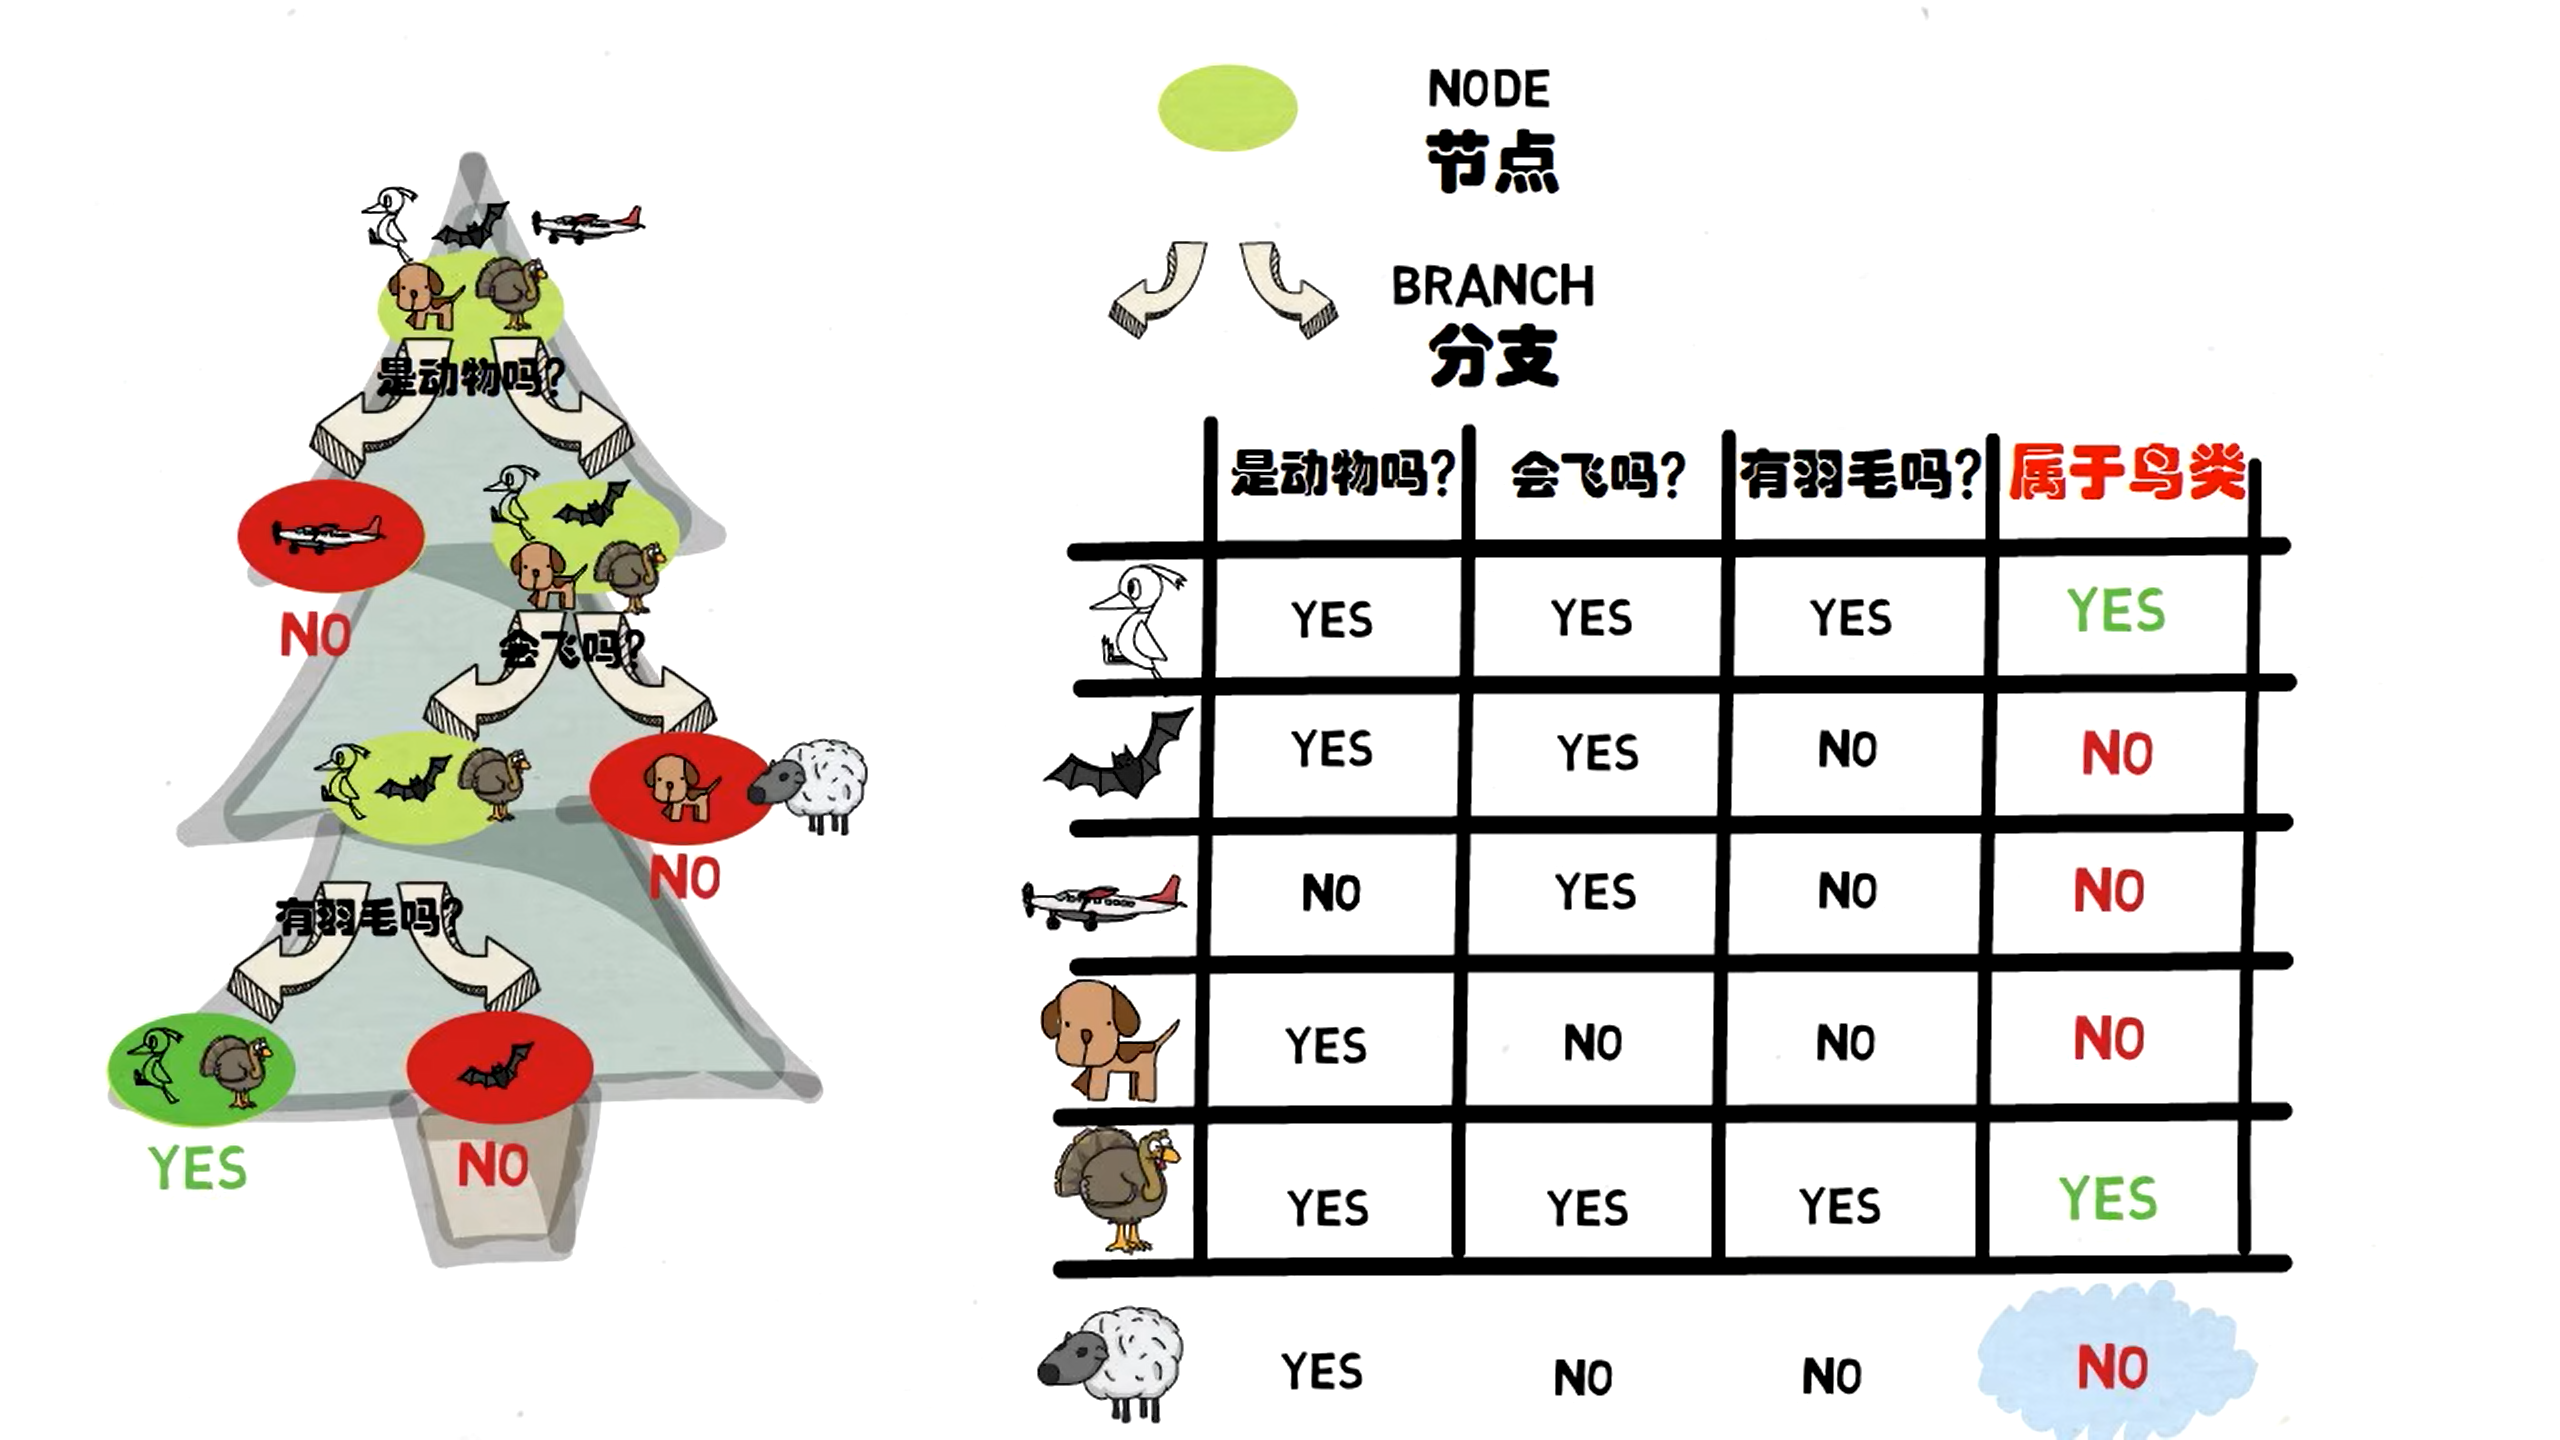 NODE
节点
BRANCH
分支
是动物吗?
NO
会飞吗?
NO
有羽毛吗?
YES
NO
是动物吗? 会飞吗? 有羽毛吗? 属于鸟类
YES YES YES YES
YES YES NO NO
NO YES NO NO
YES NO NO NO
YES YES YES YES
YES NO NO NO